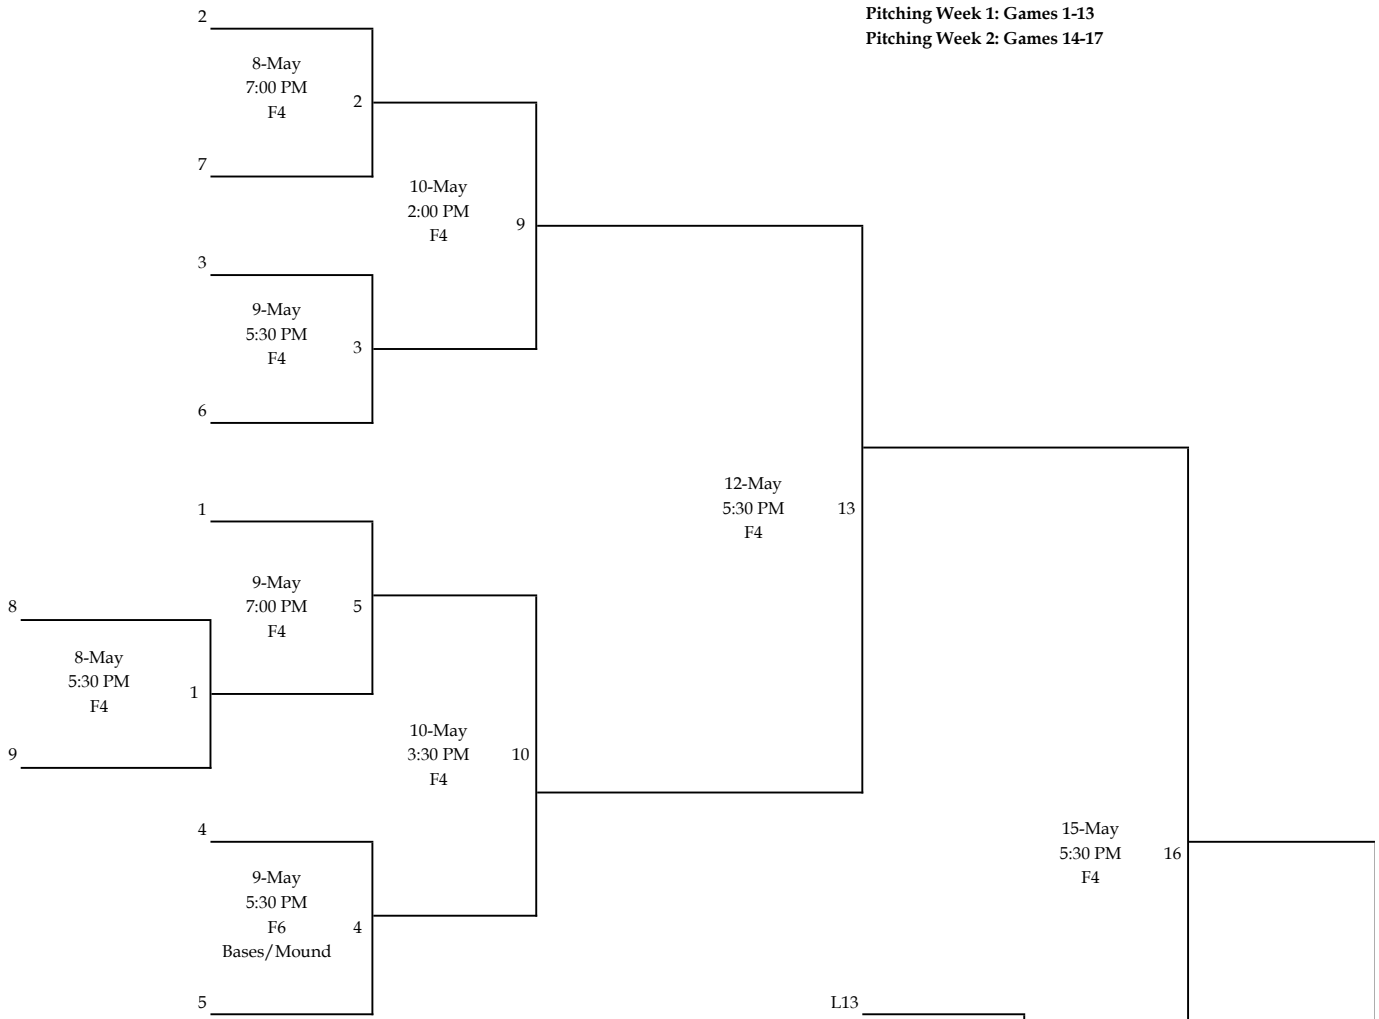 Pitching Week 1: Games 1-13
Pitching Week 2: Games 14-17
2
8-May
7:00 PM
F4
2
7
10-May
2:00 PM
F4
9
3
9-May
5:30 PM
F4
3
6
12-May
5:30 PM
F4
13
1
9-May
7:00 PM
F4
5
8
8-May
5:30 PM
F4
1
9
10-May
3:30 PM
F4
10
4
9-May
5:30 PM
F6
Bases/Mound
4
5
15-May
5:30 PM
F4
16
L13